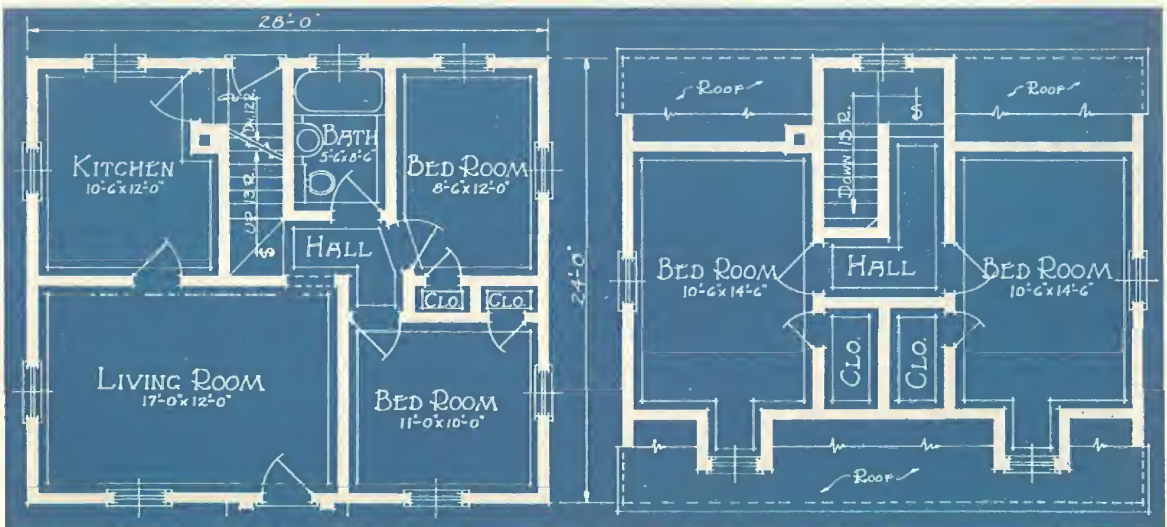 28'-0"
KITCHEN
10'-6"x12'-0"
DN. 12 R.
UP 13 R.
S
BATH
5'-6"x8'-6"
BED ROOM
8'-6"x12'-0"
HALL
CLO.
CLO.
LIVING ROOM
17'-0"x12'-0"
BED ROOM
11'-0"x10'-0"
24'-0"
ROOF
ROOF
DOWN 13 R.
S
BED ROOM
10'-6"x14'-6"
HALL
BED ROOM
10'-6"x14'-6"
CLO.
CLO.
ROOF